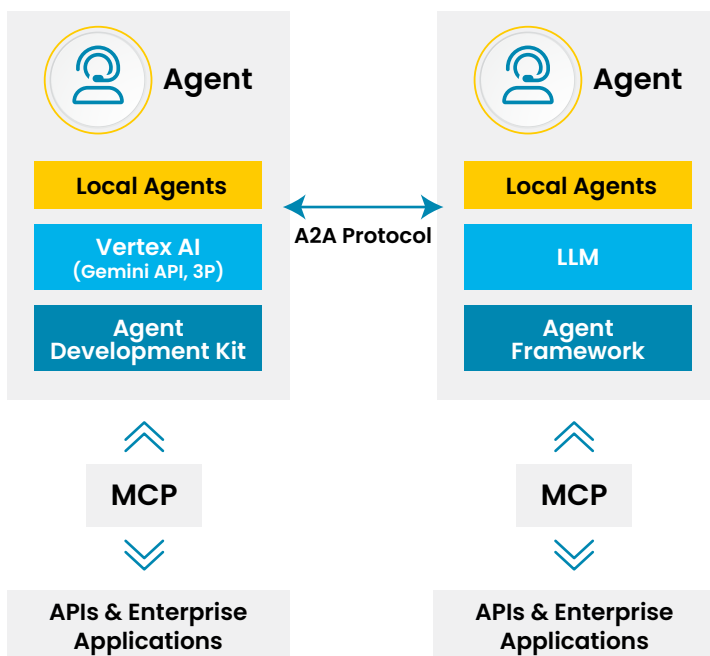 Agent
Local Agents
Vertex AI
(Gemini API, 3P)
Agent
Development Kit
A2A Protocol
Agent
Local Agents
LLM
Agent
Framework
MCP
MCP
APIs & Enterprise
Applications
APIs & Enterprise
Applications